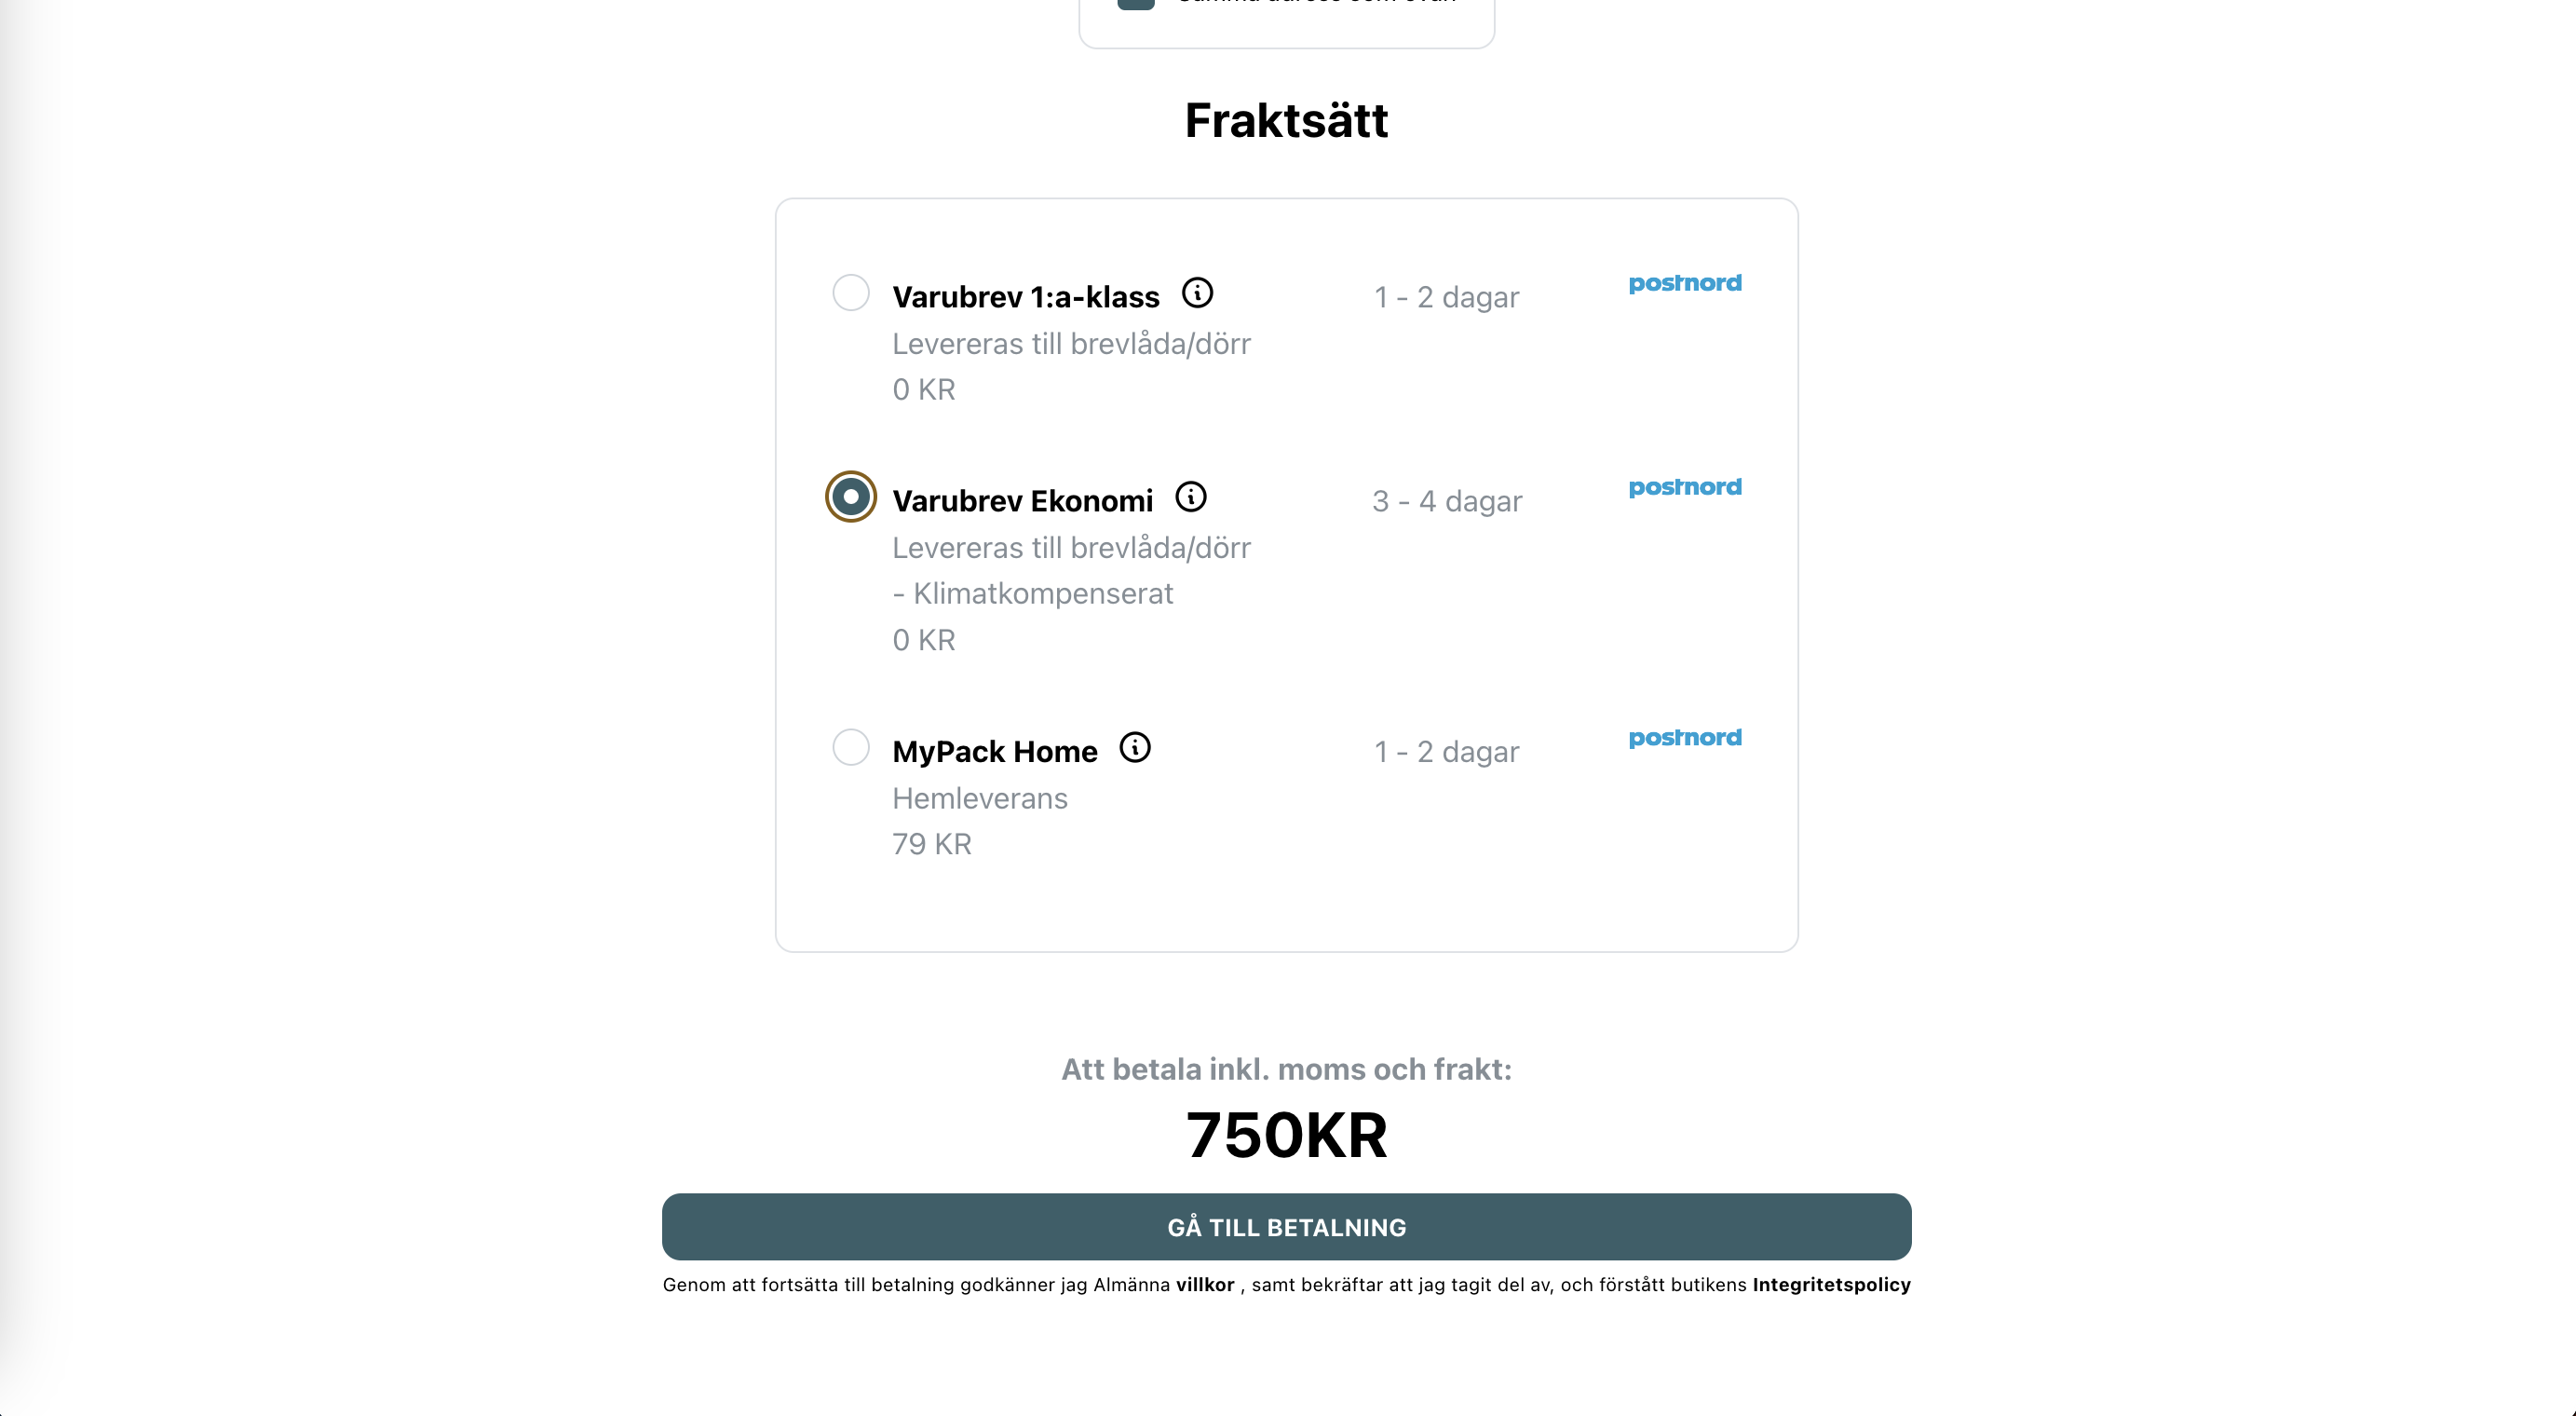 Fraktsätt
Varubrev 1:a-klass
1 - 2 dagar
postnord
Levereras till brevlåda/dörr
0 KR
Varubrev Ekonomi
3 - 4 dagar
postnord
Levereras till brevlåda/dörr
- Klimatkompenserat
0 KR
MyPack Home
1 - 2 dagar
postnord
Hemleverans
79 KR
Att betala inkl. moms och frakt:
750KR
GÅ TILL BETALNING
Genom att fortsätta till betalning godkänner jag Almänna villkor , samt bekräftar att jag tagit del av, och förstått butikens Integritetspolicy